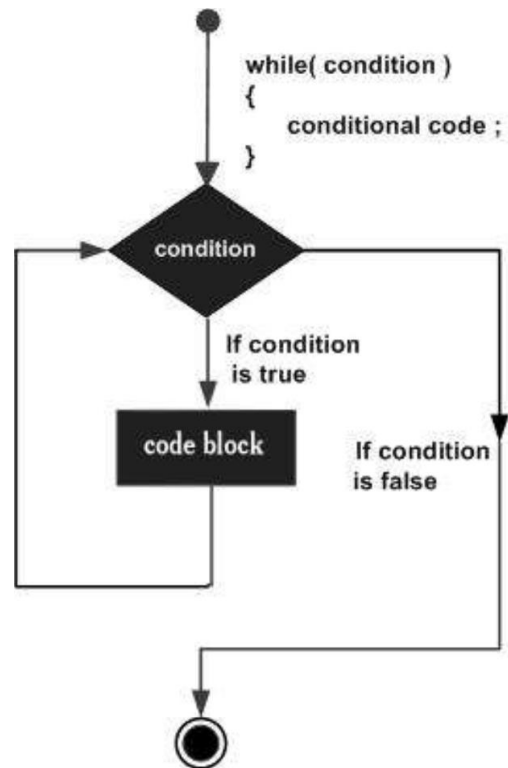 while( condition )
{
conditional code ;
}
condition
If condition
is true
code block
If condition
is false